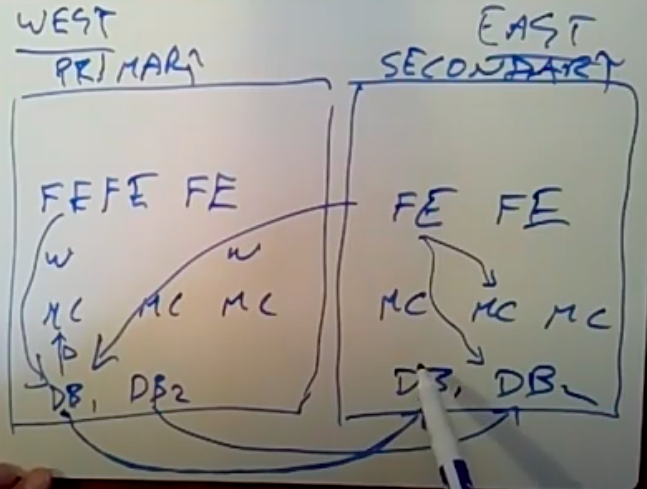 WEST
PRIMARY
EAST
SECONDARY
FE FE FE
W W
MC MC MC
D
DB1 DB2
FE FE
MC MC MC
DB1 DB2